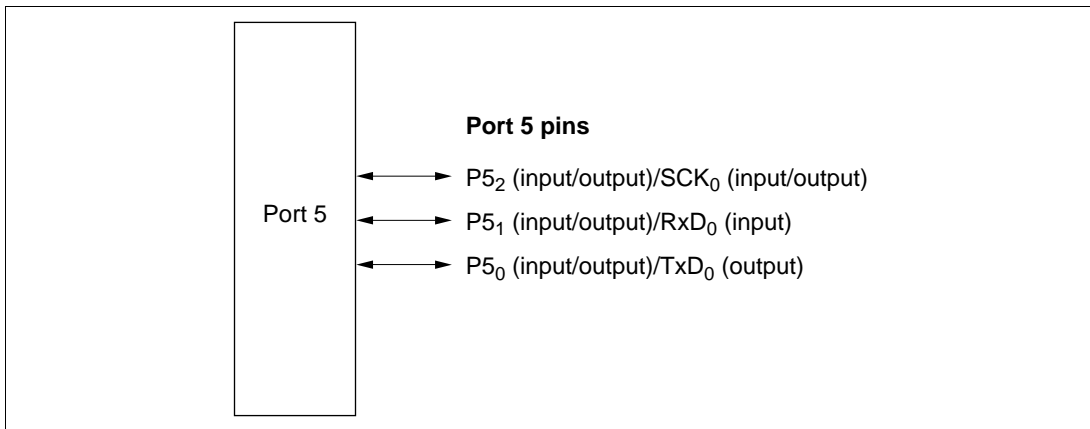 Port 5 pins
P5₂ (input/output)/SCK₀ (input/output)
Port 5
P5₁ (input/output)/RxD₀ (input)
P5₀ (input/output)/TxD₀ (output)